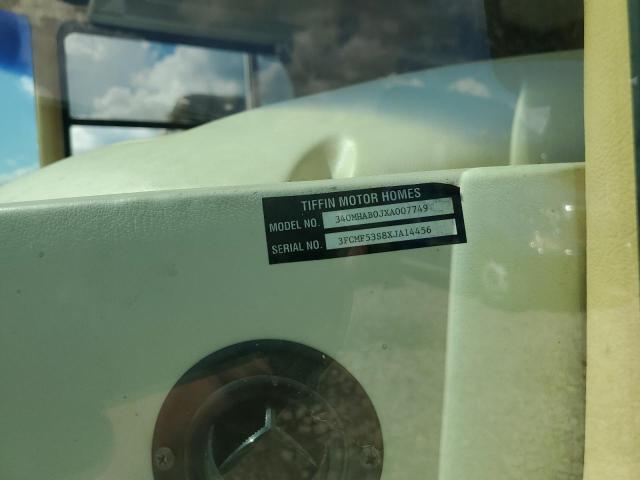 TIFFIN MOTOR HOMES
MODEL NO. 34OMHAB0JXA007749
SERIAL NO. 3FCMF53S8XJA14456